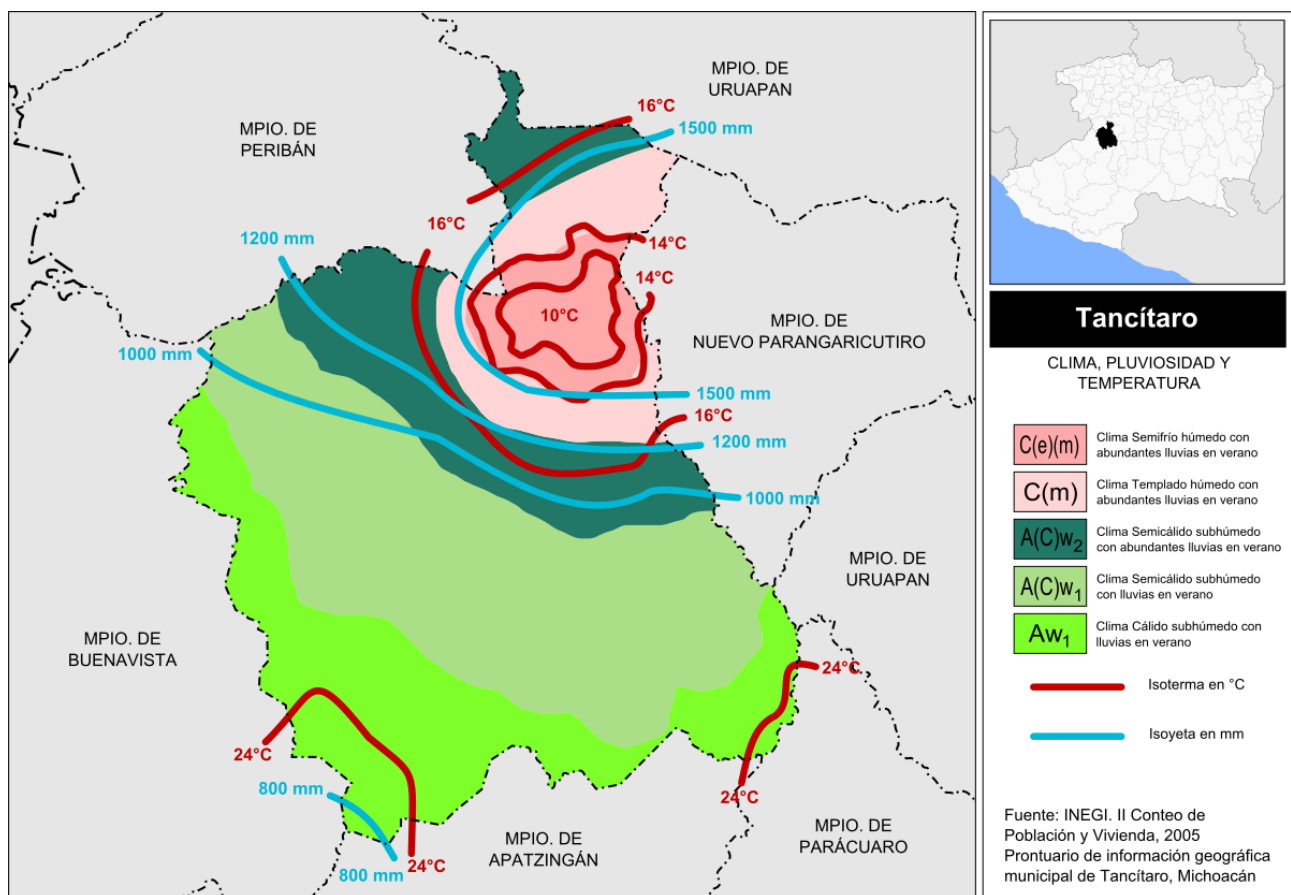 MPIO. DE
URUAPAN
16°C
1500 mm
MPIO. DE
PERIBÁN
16°C
1200 mm
14°C
14°C
10°C
MPIO. DE
NUEVO PARANGARICUTIRO
1000 mm
1500 mm
16°C
1200 mm
1000 mm
MPIO. DE
URUAPAN
MPIO. DE
BUENAVISTA
24°C
24°C
24°C
800 mm
MPIO. DE
APATZINGÁN
MPIO. DE
PARÁCUARO
24°C
800 mm
Tancítaro
CLIMA, PLUVIOSIDAD Y
TEMPERATURA
C(e)(m)
Clima Semifrío húmedo con
abundantes lluvias en verano
C(m)
Clima Templado húmedo con
abundantes lluvias en verano
A(C)w2
Clima Semicálido subhúmedo
con abundantes lluvias en verano
A(C)w1
Clima Semicálido subhúmedo
con lluvias en verano
Aw1
Clima Cálido subhúmedo con
lluvias en verano
Isoterma en °C
Isoyeta en mm
Fuente: INEGI. II Conteo de
Población y Vivienda, 2005
Prontuario de información geográfica
municipal de Tancítaro, Michoacán